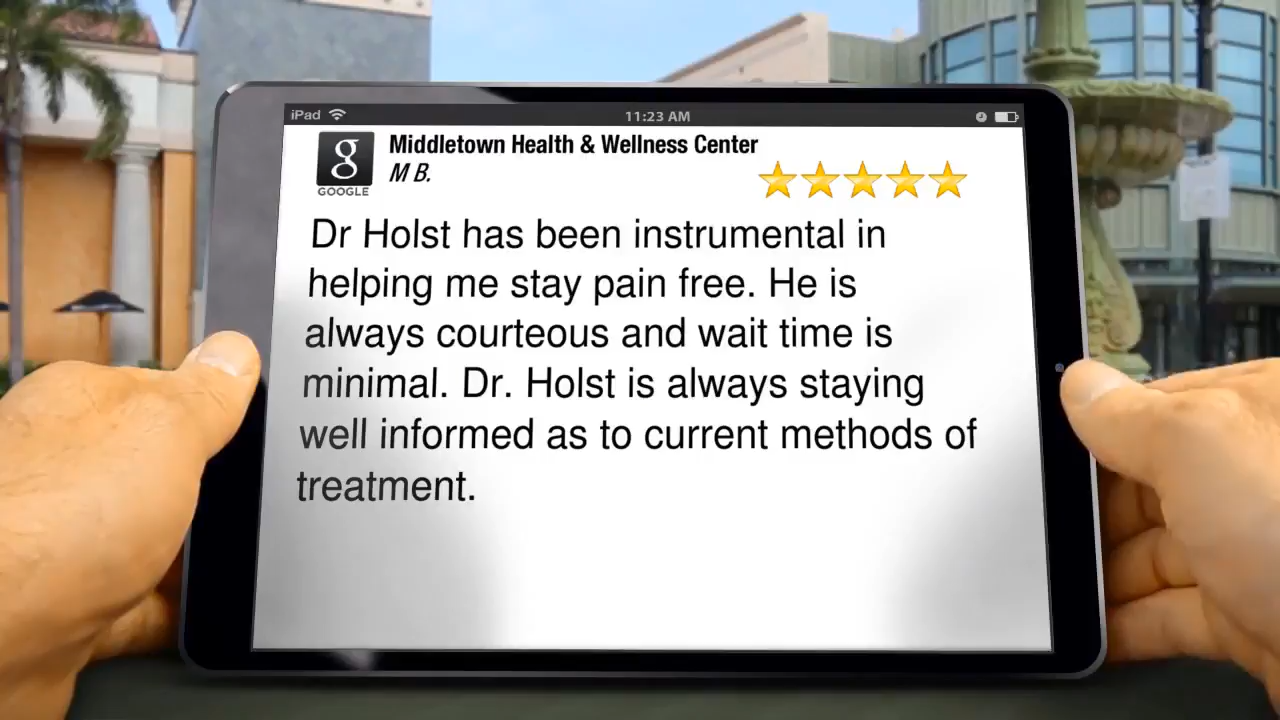 iPad 11:23 AM
g
GOOGLE
Middletown Health & Wellness Center
M B.
Dr Holst has been instrumental in
helping me stay pain free. He is
always courteous and wait time is
minimal. Dr. Holst is always staying
well informed as to current methods of
treatment.